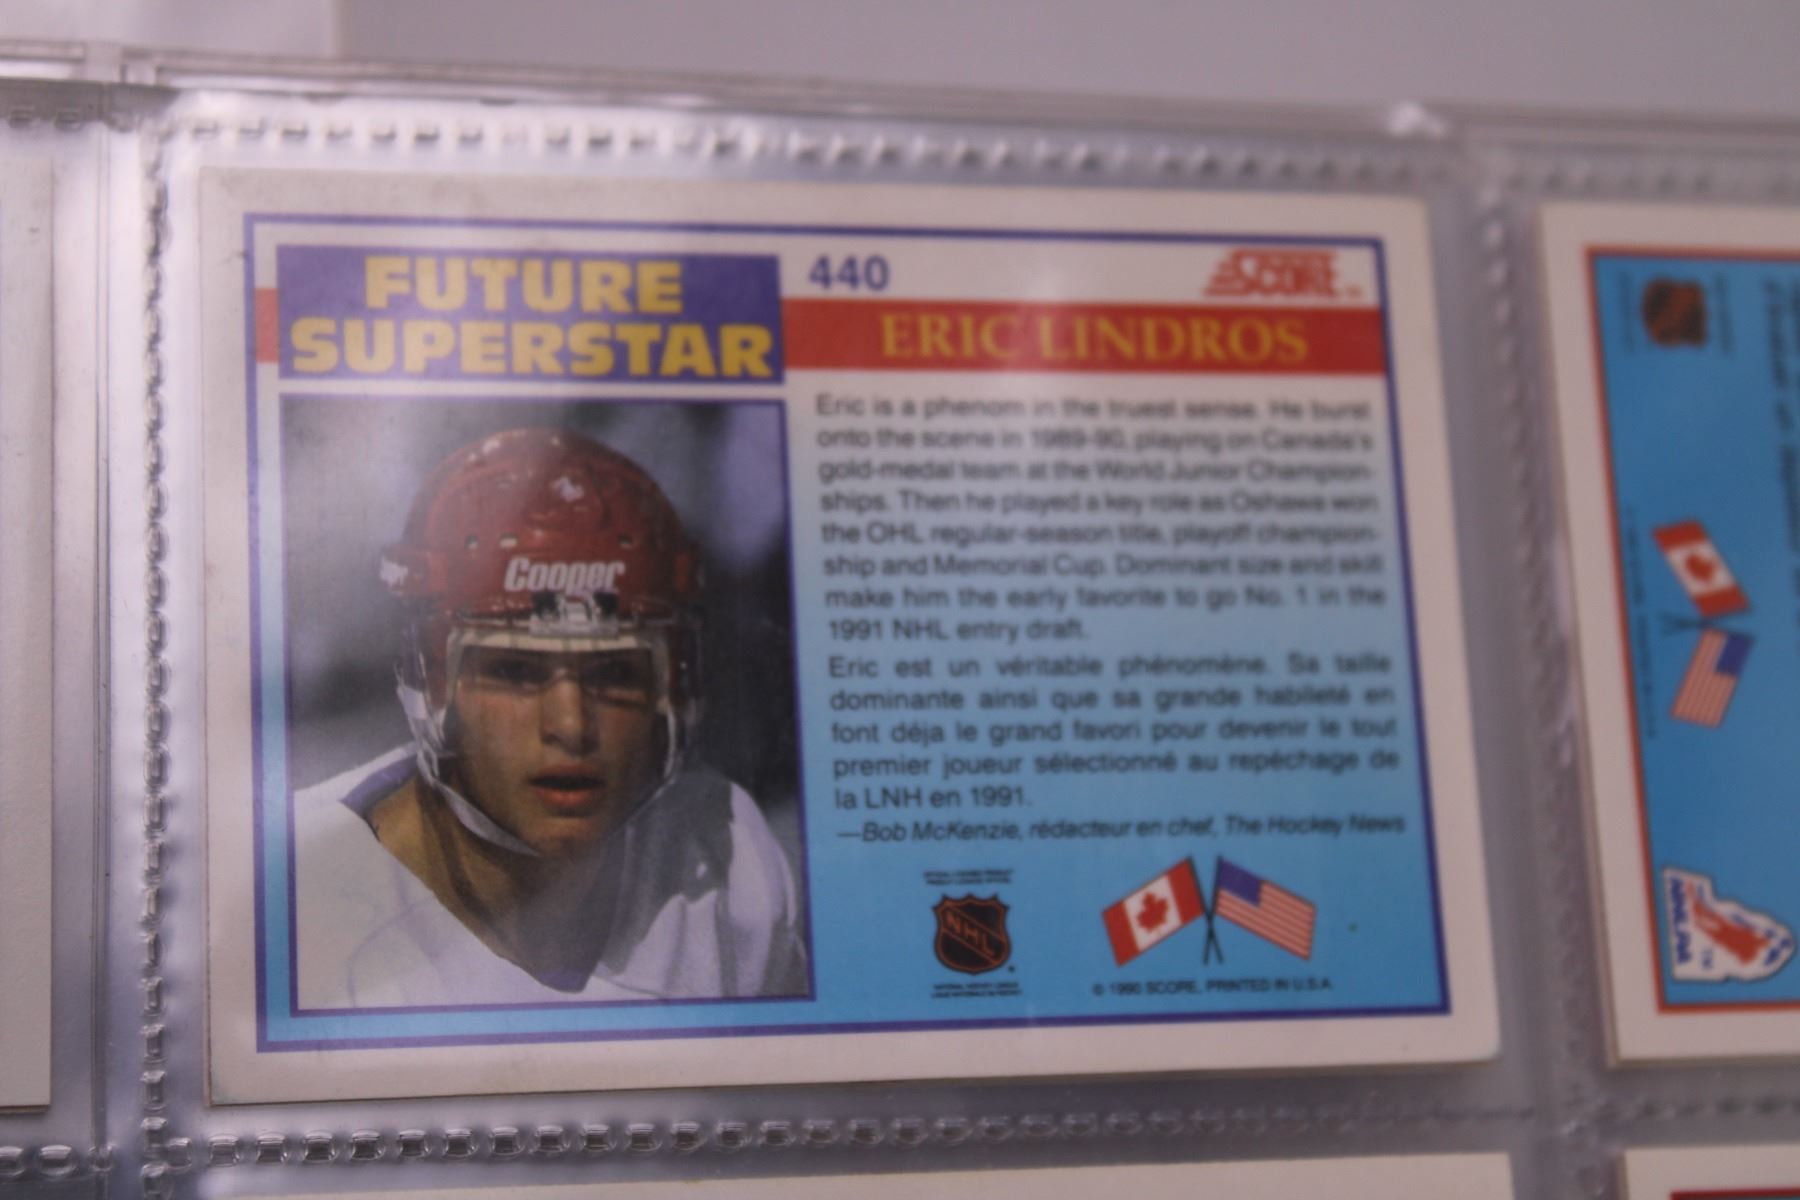 FUTURE
SUPERSTAR
440
SCORE
ERIC LINDROS
Eric is a phenom in the truest sense. He burst
onto the scene in 1989-90, playing on Canada's
gold-medal team at the World Junior Champion-
ships. Then he played a key role as Oshawa won
the OHL regular-season title, playoff champion-
ship and Memorial Cup. Dominant size and skill
make him the early favorite to go No. 1 in the
1991 NHL entry draft.
Eric est un véritable phénomène. Sa taille
dominante ainsi que sa grande habileté en
font déja le grand favori pour devenir le tout
premier joueur sélectionné au repéchage de
la LNH en 1991.
—Bob McKenzie, rédacteur en chef, The Hockey News
Cooper
NHL
© 1990 SCORE, PRINTED IN U.S.A.
NHLPA
TM